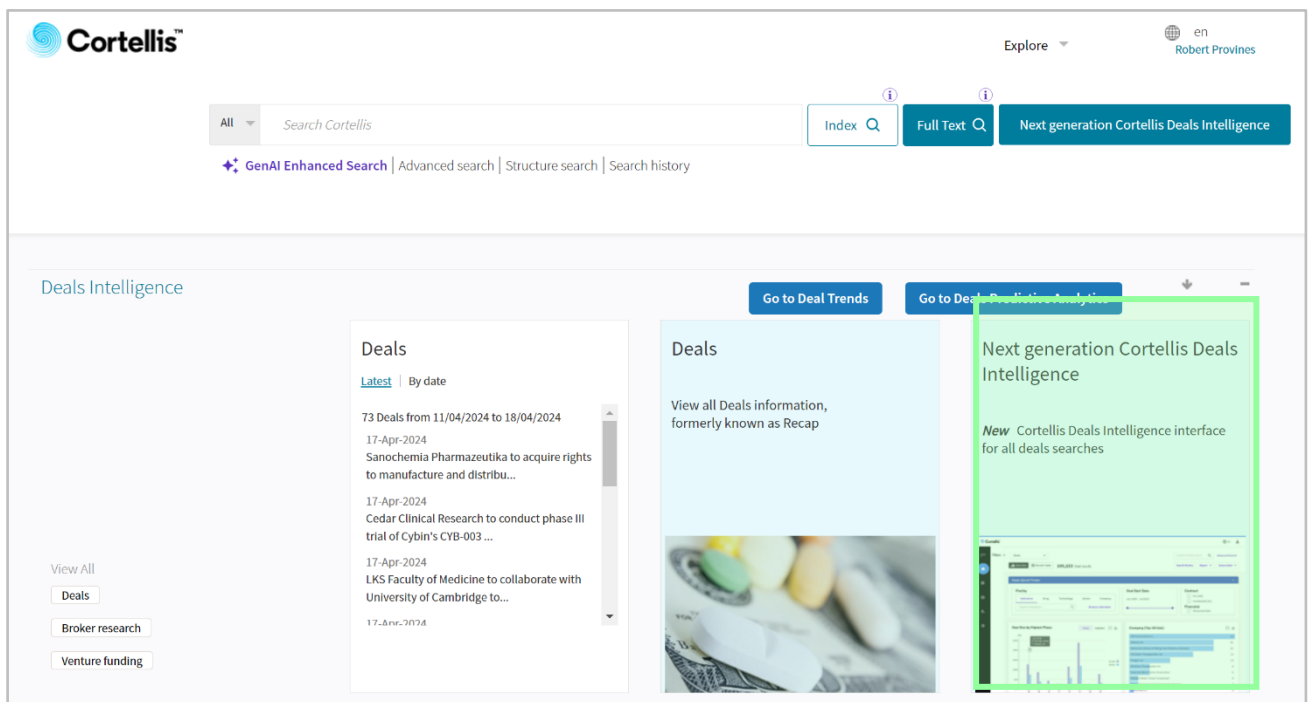 Cortellis™
Explore
en
Robert Provines
All
Search Cortellis
Index
Full Text
Next generation Cortellis Deals Intelligence
GenAI Enhanced Search | Advanced search | Structure search | Search history
Deals Intelligence
Go to Deal Trends
Go to Deals Predictive Analytics
Deals
Latest | By date
73 Deals from 11/04/2024 to 18/04/2024
17-Apr-2024
Sanochemia Pharmazeutika to acquire rights
to manufacture and distribu...
17-Apr-2024
Cedar Clinical Research to conduct phase III
trial of Cybin's CYB-003 ...
17-Apr-2024
LKS Faculty of Medicine to collaborate with
University of Cambridge to...
17-Apr-2024
Deals
View all Deals information,
formerly known as Recap
Next generation Cortellis Deals
Intelligence
New Cortellis Deals Intelligence interface
for all deals searches
View All
Deals
Broker research
Venture funding